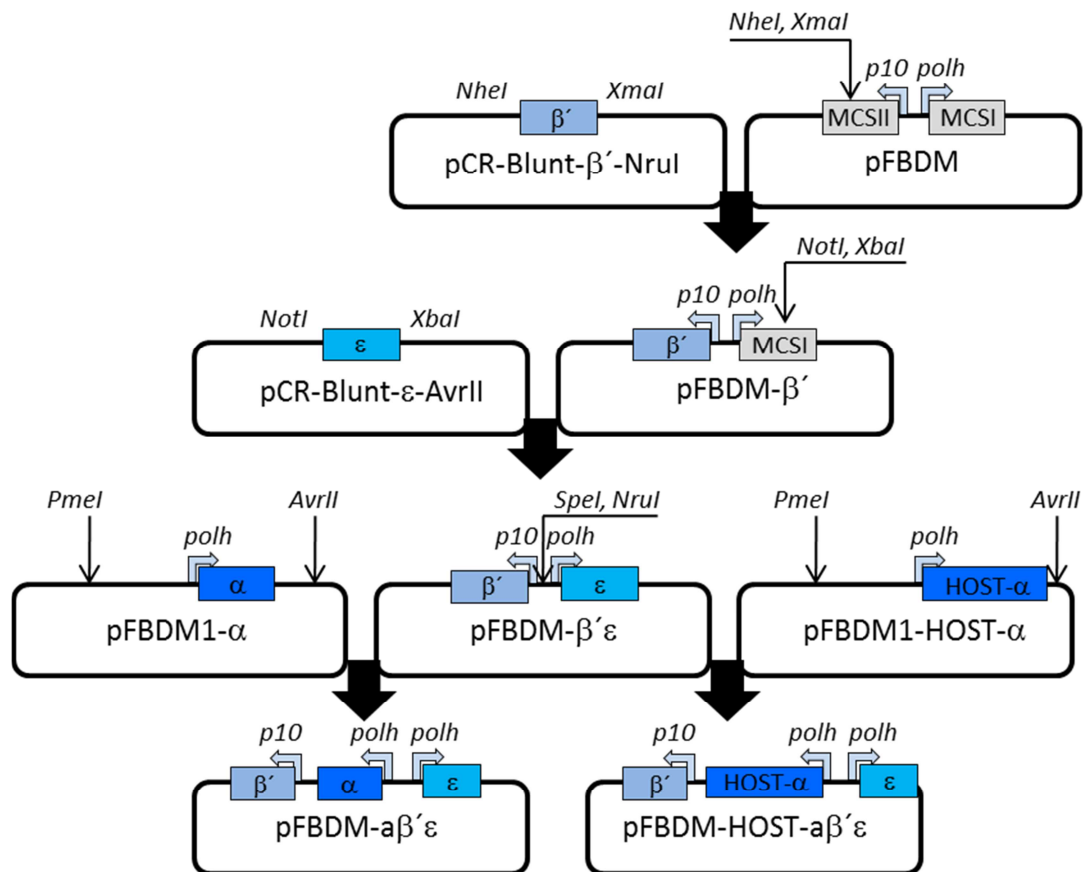 NheI, XmaI
p10 polh
NheI XmaI
β´
MCSII MCSI
pCR-Blunt-β´-NruI pFBDM
NotI, XbaI
p10 polh
NotI XbaI
ε
β´ MCSI
pCR-Blunt-ε-AvrII pFBDM-β´
PmeI AvrII SpeI, NruI PmeI AvrII
polh p10 polh polh
α β´ ε HOST-α
pFBDM1-α pFBDM-β´ε pFBDM1-HOST-α
p10 polh polh p10 polh polh
β´ α ε β´ HOST-α ε
pFBDM-aβ´ε pFBDM-HOST-aβ´ε